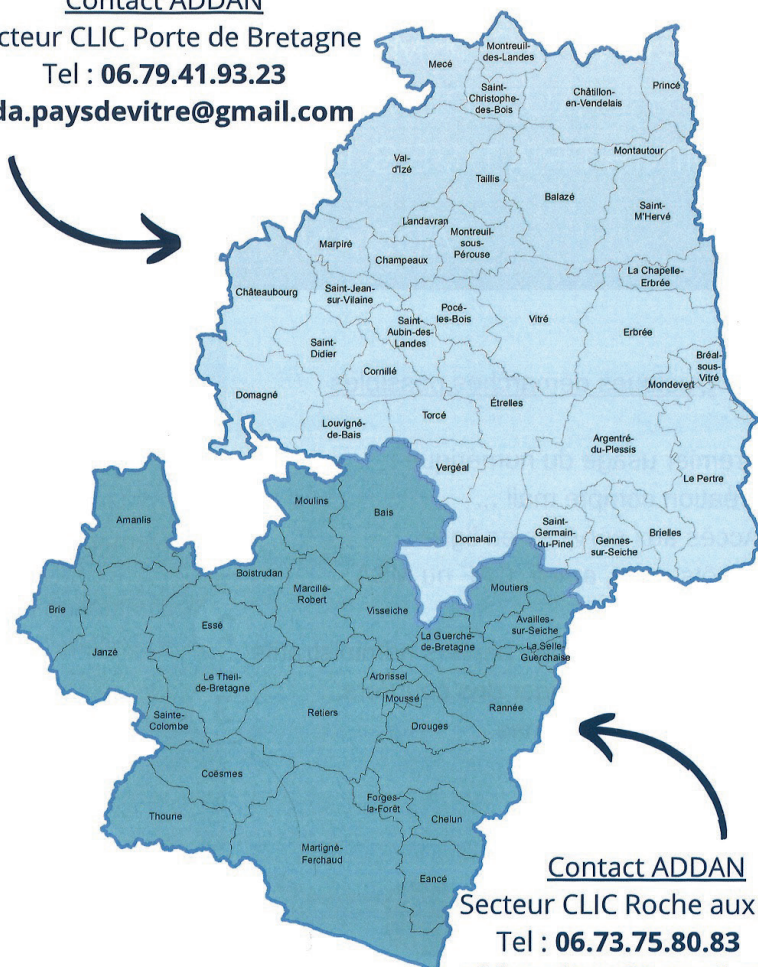 Contact ADDAN
cteur CLIC Porte de Bretagne
Tel : 06.79.41.93.23
da.paysdevitre@gmail.com
Mecé
Montreuil-
des-Landes
Saint-
Christophe-
des-Bois
Châtillon-
en-Vendelais
Princé
Val-
d'Izé
Taillis
Montautour
Balazé
Saint-
M'Hervé
Landavran
Marpiré
Champeaux
Montreuil-
sous-
Pérouse
La Chapelle-
Erbrée
Châteaubourg
Saint-Jean-
sur-Vilaine
Pocé-
les-Bois
Saint-
Aubin-des-
Landes
Vitré
Erbrée
Saint-
Didier
Cornillé
Bréal-
sous-
Vitré
Mondevert
Domagné
Étrelles
Louvigné-
de-Bais
Torcé
Argentré-
du-Plessis
Vergéal
Le Pertre
Moulins
Bais
Amanlis
Domalain
Saint-
Germain-
du-Pinel
Gennes-
sur-Seiche
Brielles
Boistrudan
Marcillé-
Robert
Moutiers
Brie
Essé
Visseiche
Availles-
sur-Seiche
La Guerche-
de-Bretagne
La Selle-
Guerchaise
Janzé
Le Theil-
de-Bretagne
Arbrissel
Moussé
Rannée
Sainte-
Colombe
Retiers
Drouges
Coësmes
Forges-
la-Forêt
Thourie
Chelun
Martigné-
Ferchaud
Eancé
Contact ADDAN
Secteur CLIC Roche aux
Tel : 06.73.75.80.83